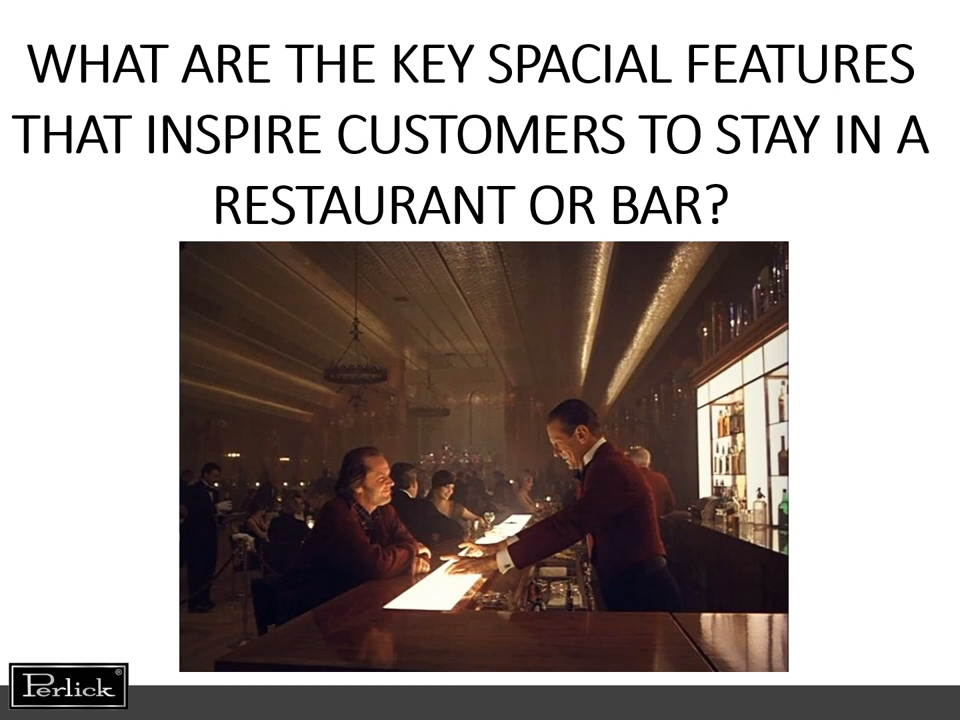 WHAT ARE THE KEY SPACIAL FEATURES
THAT INSPIRE CUSTOMERS TO STAY IN A
RESTAURANT OR BAR?
Perlick®